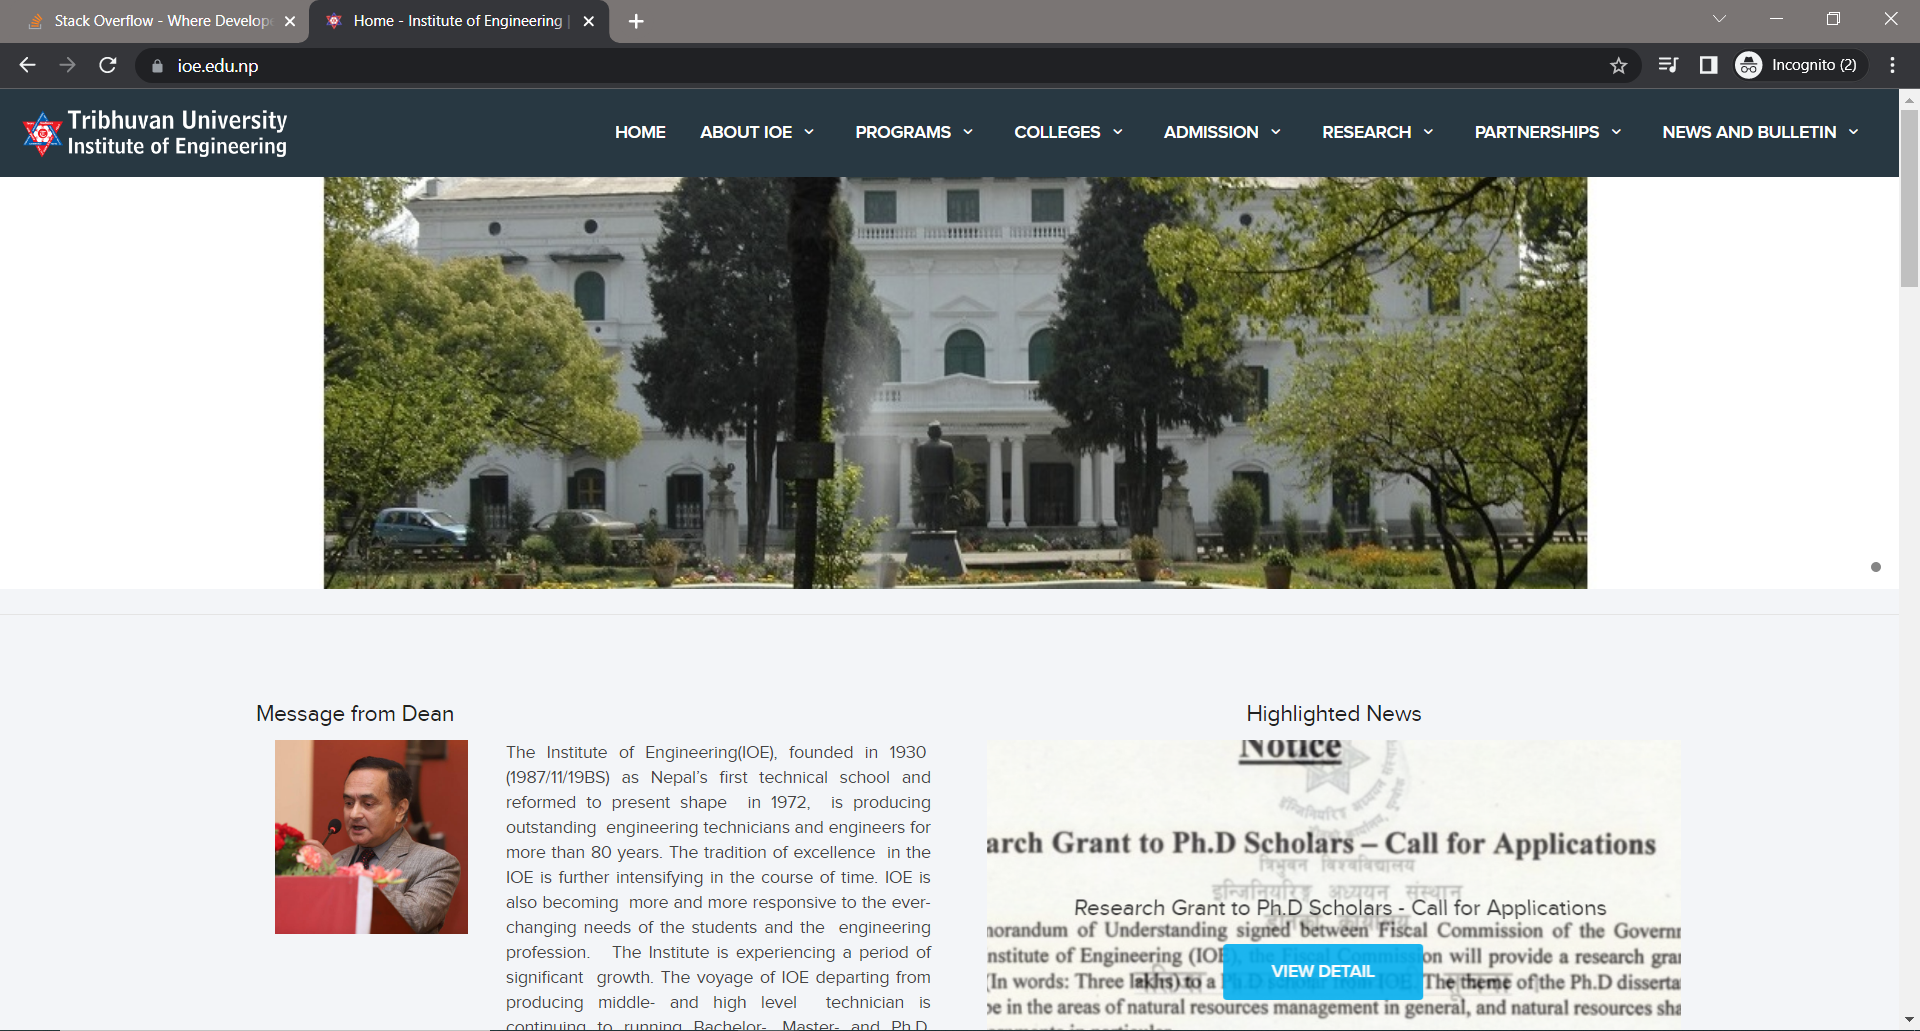 Stack Overflow - Where Develope
Home - Institute of Engineering |
ioe.edu.np
Incognito (2)
Tribhuvan University
Institute of Engineering
HOME ABOUT IOE PROGRAMS COLLEGES ADMISSION RESEARCH PARTNERSHIPS NEWS AND BULLETIN
Message from Dean
The Institute of Engineering(IOE), founded in 1930
(1987/11/19BS) as Nepal's first technical school and
reformed to present shape in 1972, is producing
outstanding engineering technicians and engineers for
more than 80 years. The tradition of excellence in the
IOE is further intensifying in the course of time. IOE is
also becoming more and more responsive to the ever-
changing needs of the students and the engineering
profession. The Institute is experiencing a period of
significant growth. The voyage of IOE departing from
producing middle- and high level technician is
continuing to running Bachelor-, Master- and Ph.D.
Highlighted News
Notice
arch Grant to Ph.D Scholars – Call for Applications
त्रिभुवन विश्वविद्यालय
इन्जिनियरिङ्ग अध्ययन संस्थान
Research Grant to Ph.D Scholars - Call for Applications
norandum of Understanding signed between Fiscal Commission of the Governr
nstitute of Engineering (IOE), the Fiscal Commission will provide a research gran
VIEW DETAIL
(In words: Three lakhs) to a Ph.D scholar from IOE. The theme of the Ph.D disserta
be in the areas of natural resources management in general, and natural resources sha